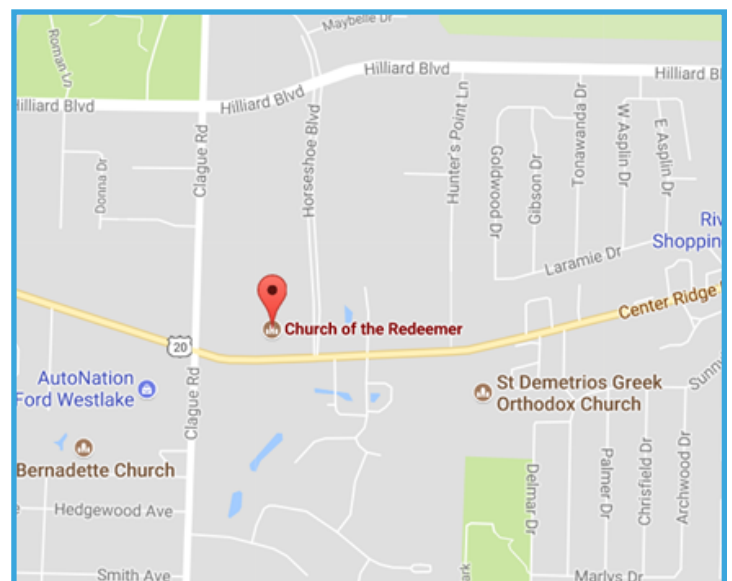 Maybelle Dr
Roman Ln
Hilliard Blvd
Hilliard Bl
Hilliard Blvd
Hilliard Blvd
Clague Rd
Horseshoe Blvd
Hunter's Point Ln
Goldwood Dr
Gibson Dr
Tonawanda Dr
W Asplin Dr
E Asplin Dr
Donna Dr
Riv
Shoppin
Laramie Dr
Center Ridge
Church of the Redeemer
20
AutoNation
Ford Westlake
Clague Rd
St Demetrios Greek
Orthodox Church
Sunny
Bernadette Church
Delmar Dr
Palmer Dr
Chrisfield Dr
Archwood Dr
Hedgewood Ave
Smith Ave
ark
Marlys Dr